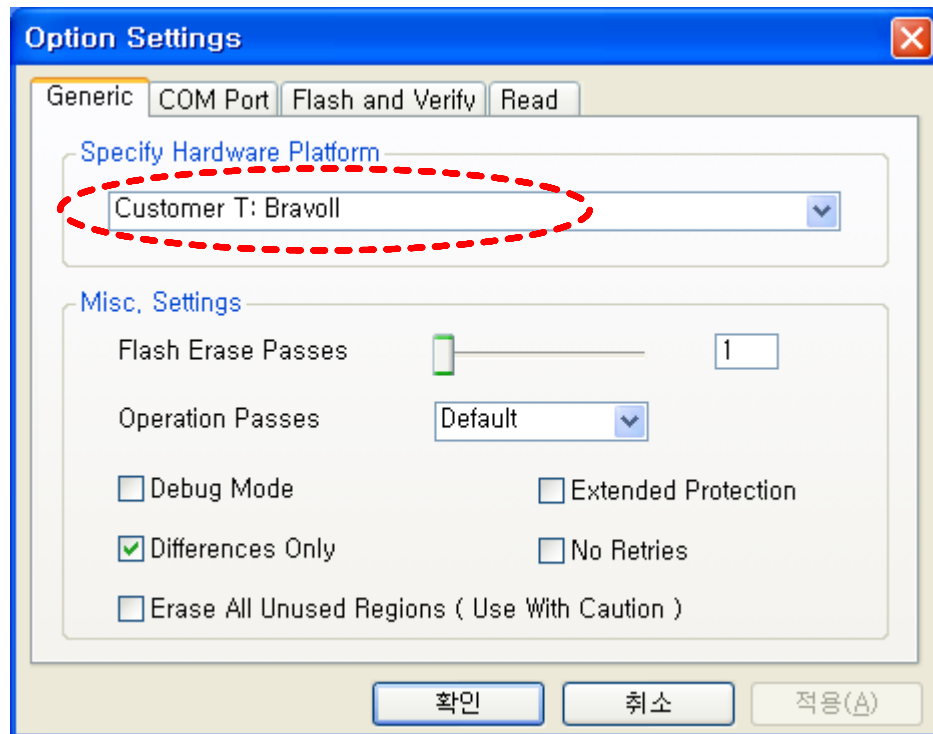 Option Settings
Generic COM Port Flash and Verify Read
Specify Hardware Platform
Customer T: Bravoll
Misc. Settings
Flash Erase Passes 1
Operation Passes Default
Debug Mode Extended Protection
Differences Only No Retries
Erase All Unused Regions ( Use With Caution )
확인 취소 적용(A)